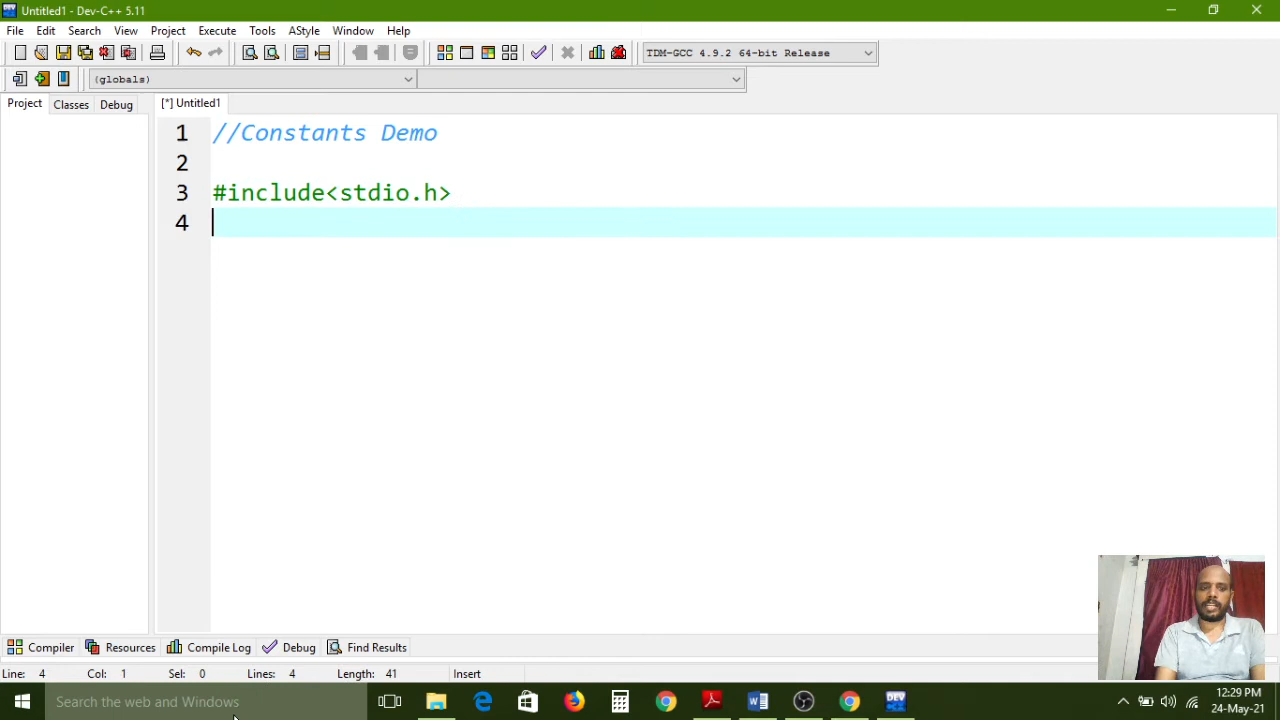 Untitled1 - Dev-C++ 5.11
File Edit Search View Project Execute Tools AStyle Window Help
TDM-GCC 4.9.2 64-bit Release
(globals)
Project Classes Debug [*] Untitled1
1 //Constants Demo
2
3 #include<stdio.h>
4
Compiler Resources Compile Log Debug Find Results
Line: 4 Col: 1 Sel: 0 Lines: 4 Length: 41 Insert
Search the web and Windows
DEV
12:29 PM
24-May-21